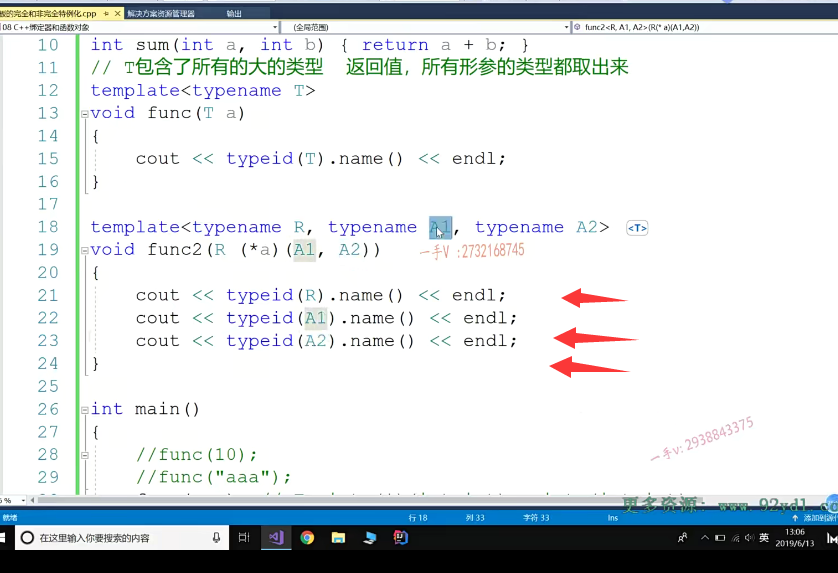 板的完全和非完全特例化.cpp 解决方案资源管理器 输出
08 C++绑定器和函数对象 (全局范围) func2<R, A1, A2>(R(* a)(A1,A2))
10 int sum(int a, int b) { return a + b; }
11 // T包含了所有的大的类型 返回值，所有形参的类型都取出来
12 template<typename T>
13 void func(T a)
14 {
15 cout << typeid(T).name() << endl;
16 }
17
18 template<typename R, typename A1, typename A2> <T>
19 void func2(R (*a)(A1, A2))
一手V :2732168745
20 {
21 cout << typeid(R).name() << endl;
22 cout << typeid(A1).name() << endl;
23 cout << typeid(A2).name() << endl;
24 }
25
26 int main()
27 {
28 //func(10);
29 //func("aaa");
一手v: 2938843375
更多资源:
就绪 行 18 列 33 字符 33 Ins 添加到源
在这里输入你要搜索的内容 英 13:06
2019/6/13